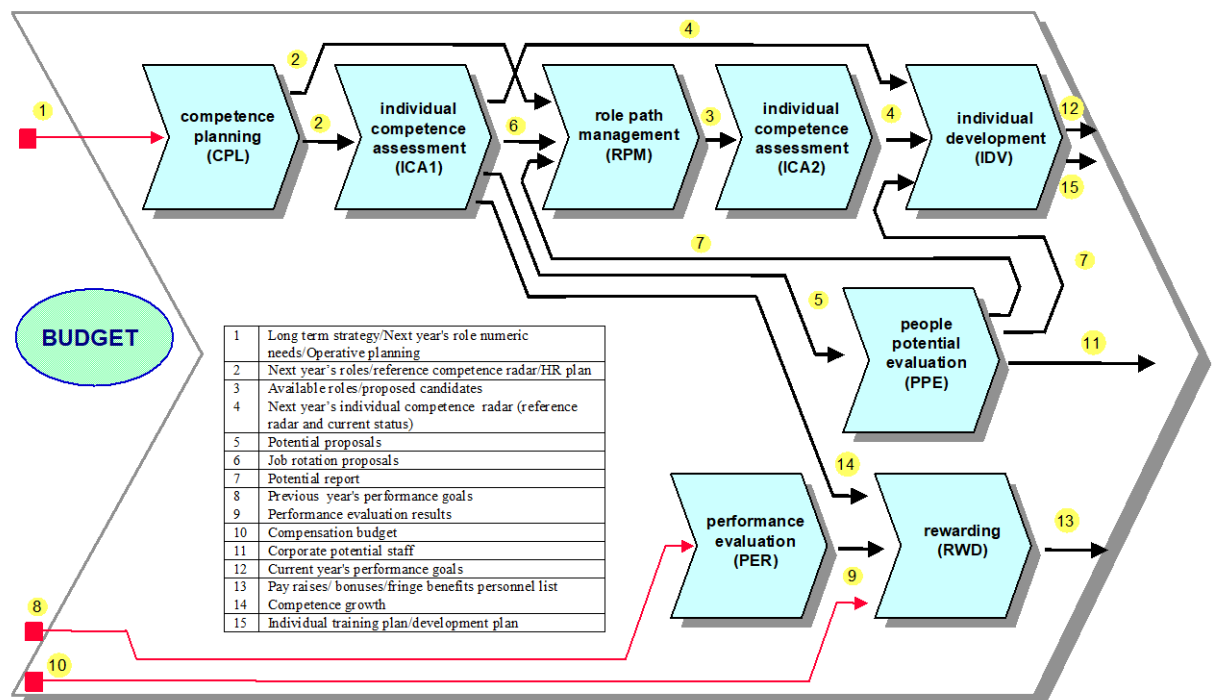 2
4
1
12
competence
planning
(CPL)
2
individual
competence
assessment
(ICA1)
6
role path
management
(RPM)
3
individual
competence
assessment
(ICA2)
4
individual
development
(IDV)
15
7
7
5
people
potential
evaluation
(PPE)
11
BUDGET
1 Long term strategy/Next year's role numeric
needs/Operative planning
2 Next year's roles/reference competence radar/HR plan
3 Available roles/proposed candidates
4 Next year's individual competence radar (reference
radar and current status)
5 Potential proposals
6 Job rotation proposals
7 Potential report
8 Previous year's performance goals
9 Performance evaluation results
10 Compensation budget
11 Corporate potential staff
12 Current year's performance goals
13 Pay raises/ bonuses/fringe benefits personnel list
14 Competence growth
15 Individual training plan/development plan
14
performance
evaluation
(PER)
rewarding
(RWD)
13
9
8
10